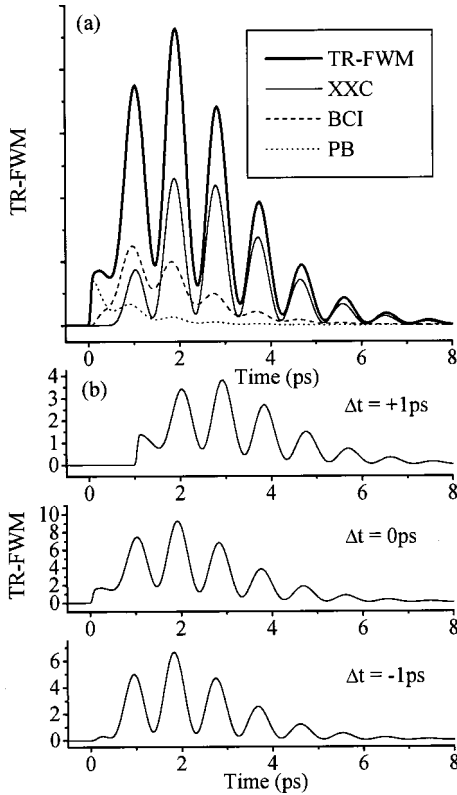 (a)
TR-FWM
XXC
BCI
PB
TR-FWM
0 2 4 6 8
Time (ps)
(b)
4
3
2
1
0
Δt = +1ps
0 2 4 6 8
TR-FWM
10
8
6
4
2
0
Δt = 0ps
0 2 4 6 8
6
4
2
0
Δt = -1ps
0 2 4 6 8
Time (ps)